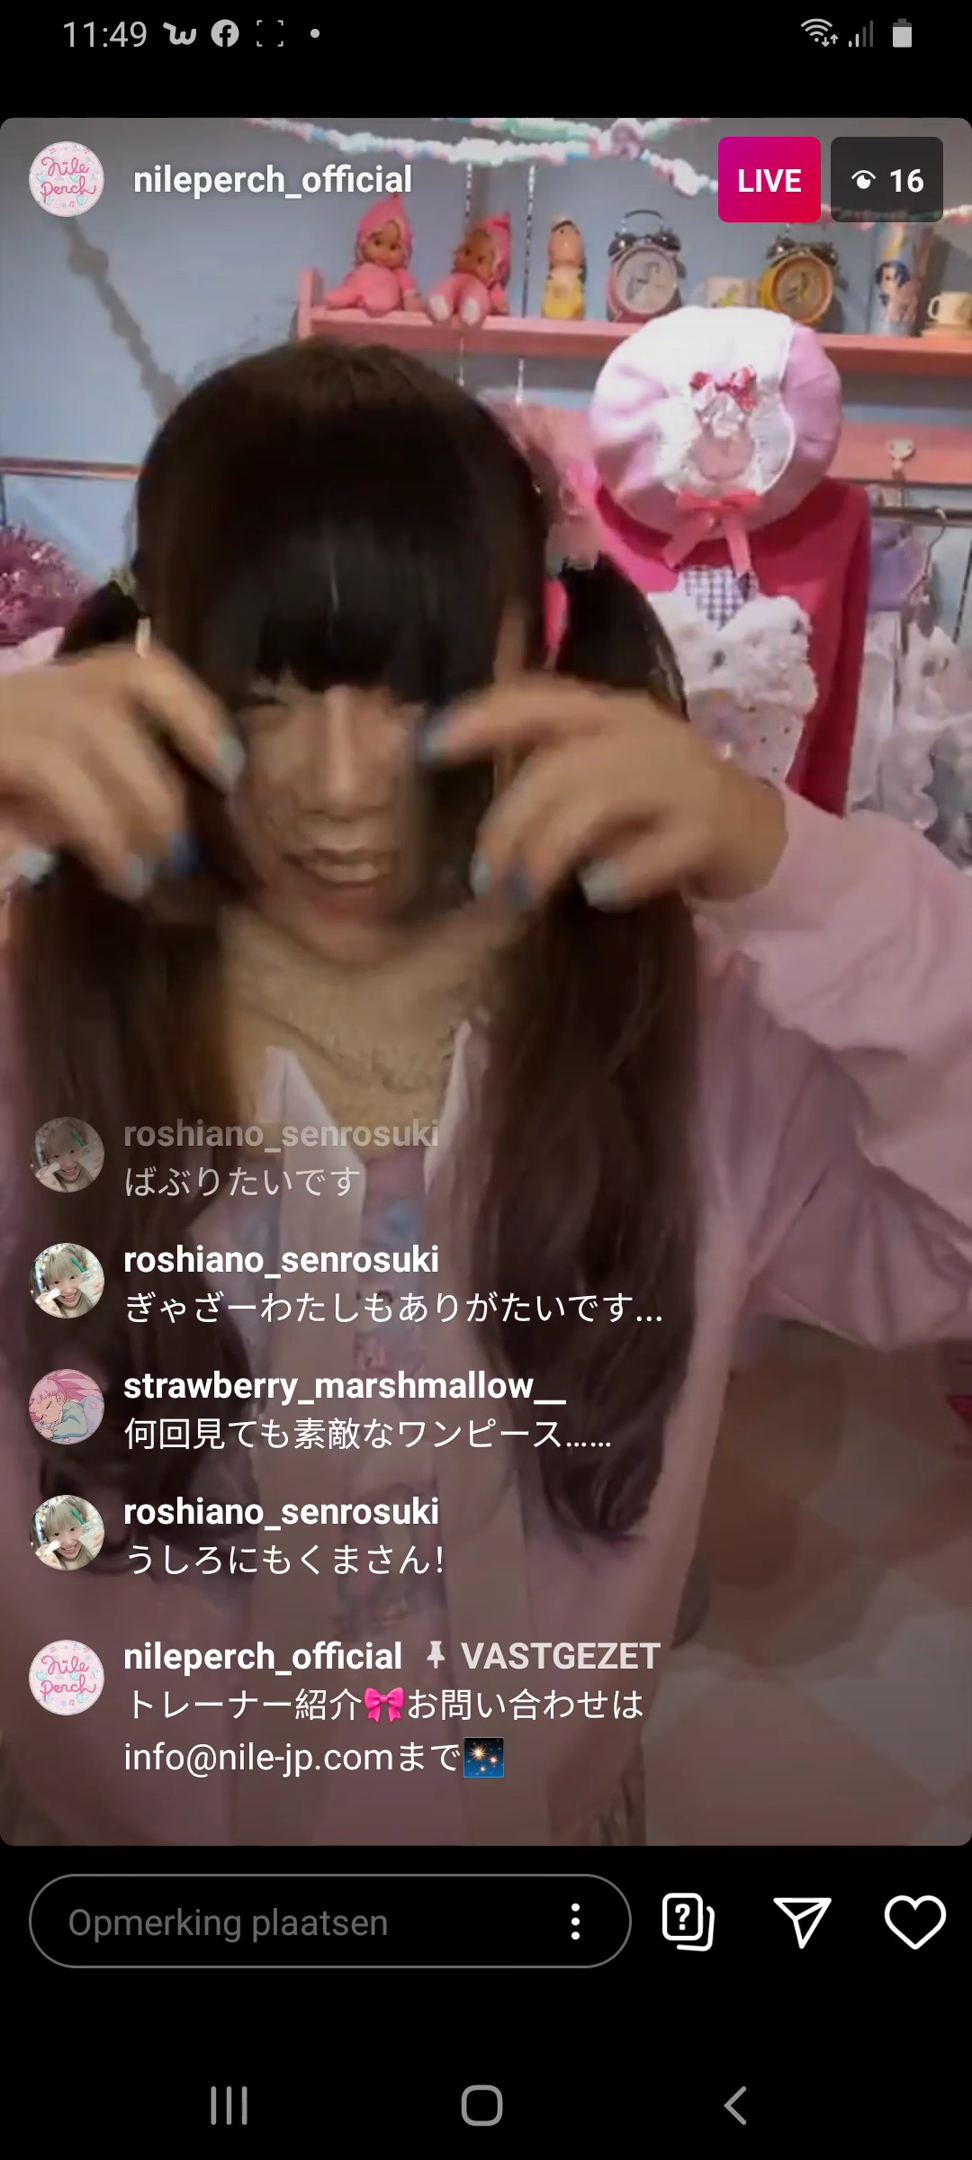 11:49
Nile Perch
nileperch_official
LIVE
16
roshiano_senrosuki
ばぶりたいです
roshiano_senrosuki
ぎゃざーわたしもありがたいです...
strawberry_marshmallow__
何回見ても素敵なワンピース......
roshiano_senrosuki
うしろにもくまさん!
Nile Perch
nileperch_official VASTGEZET
トレーナー紹介🎀お問い合わせは
info@nile-jp.comまで🎇
Opmerking plaatsen